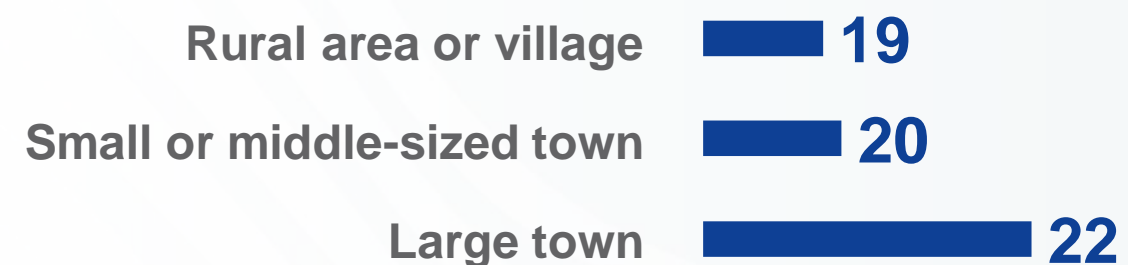 Rural area or village 19
Small or middle-sized town 20
Large town 22